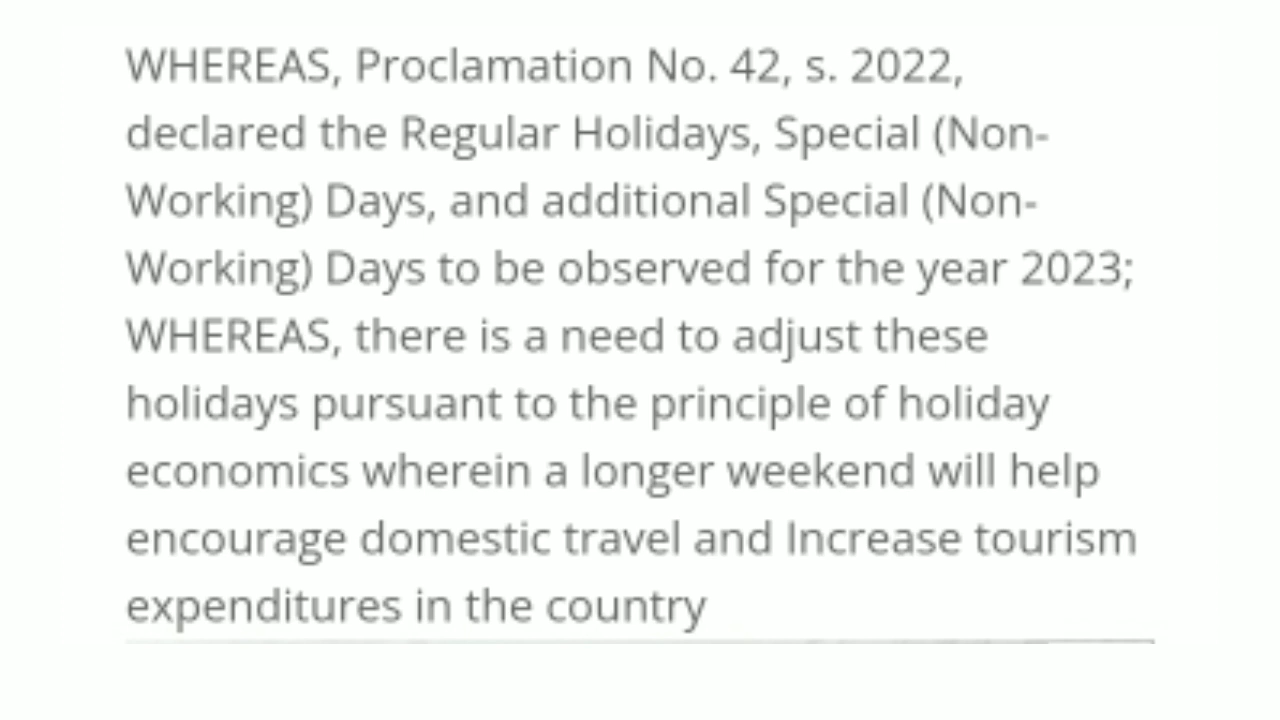 WHEREAS, Proclamation No. 42, s. 2022,
declared the Regular Holidays, Special (Non-
Working) Days, and additional Special (Non-
Working) Days to be observed for the year 2023;
WHEREAS, there is a need to adjust these
holidays pursuant to the principle of holiday
economics wherein a longer weekend will help
encourage domestic travel and Increase tourism
expenditures in the country